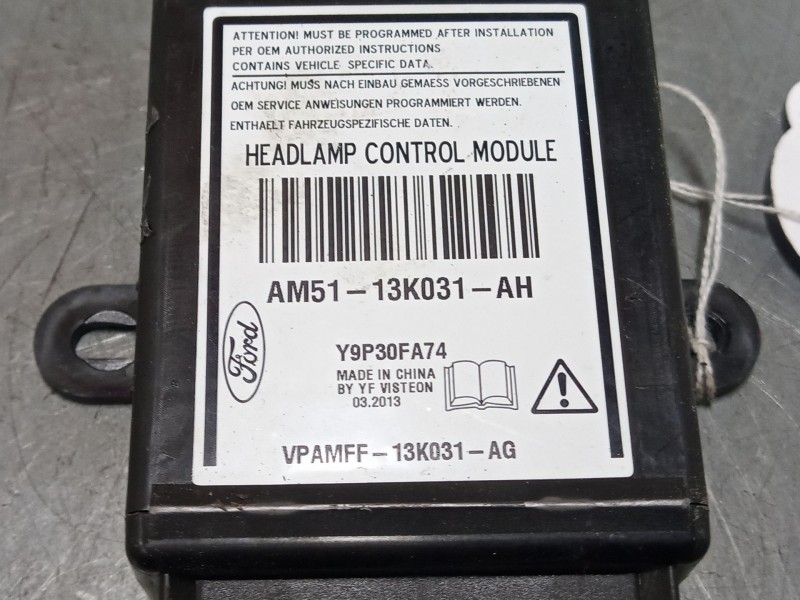 ATTENTION! MUST BE PROGRAMMED AFTER INSTALLATION
PER OEM AUTHORIZED INSTRUCTIONS
CONTAINS VEHICLE SPECIFIC DATA.
ACHTUNG! MUSS NACH EINBAU GEMAESS VORGESCHRIEBENEN
OEM SERVICE ANWEISUNGEN PROGRAMMIERT WERDEN.
ENTHAELT FAHRZEUGSPEZIFISCHE DATEN.
HEADLAMP CONTROL MODULE
AM51-13K031-AH
Ford
Y9P30FA74
MADE IN CHINA
BY YF VISTEON
03.2013
VPAMFF-13K031-AG